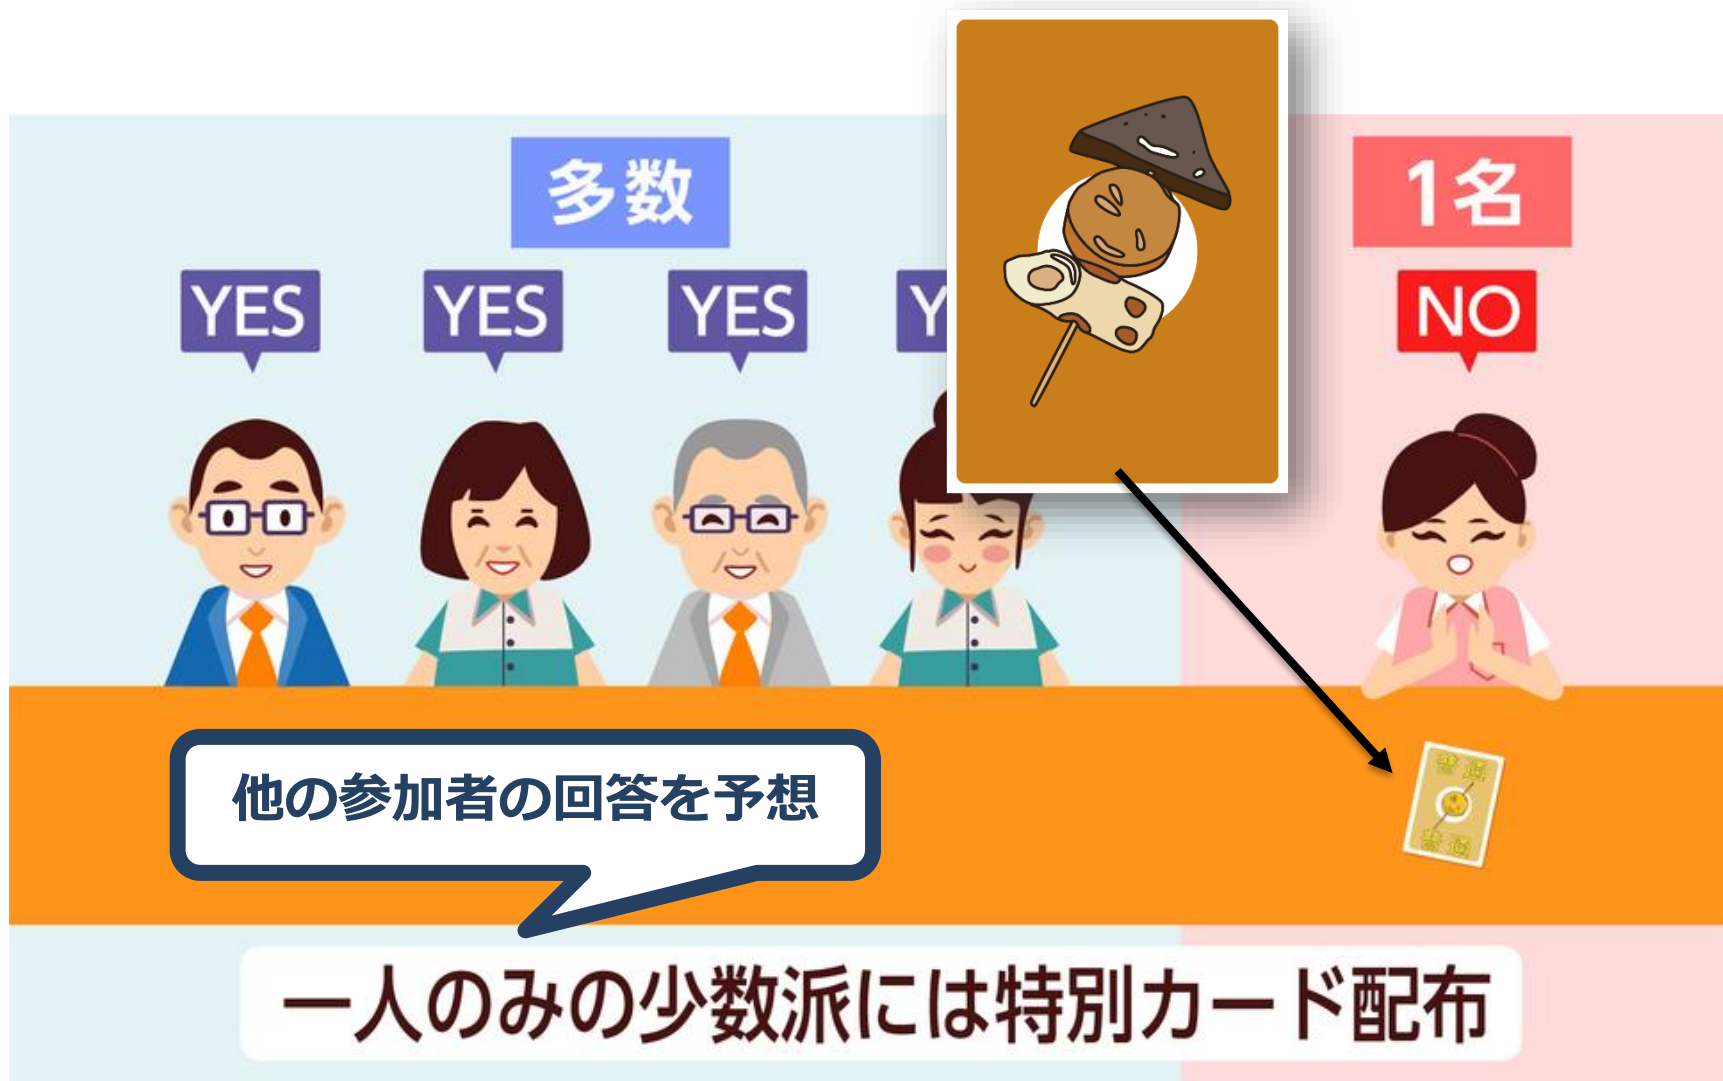 多数
1名
YES
YES
YES
Y
NO
他の参加者の回答を予想
一人のみの少数派には特別カード配布